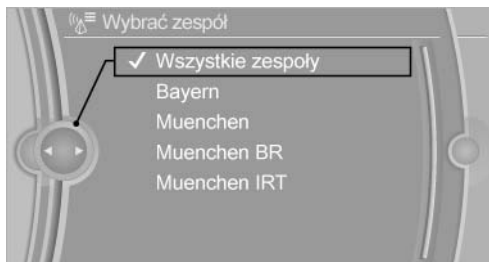 Wybrać zespół
Wszystkie zespoły
Bayern
Muenchen
Muenchen BR
Muenchen IRT